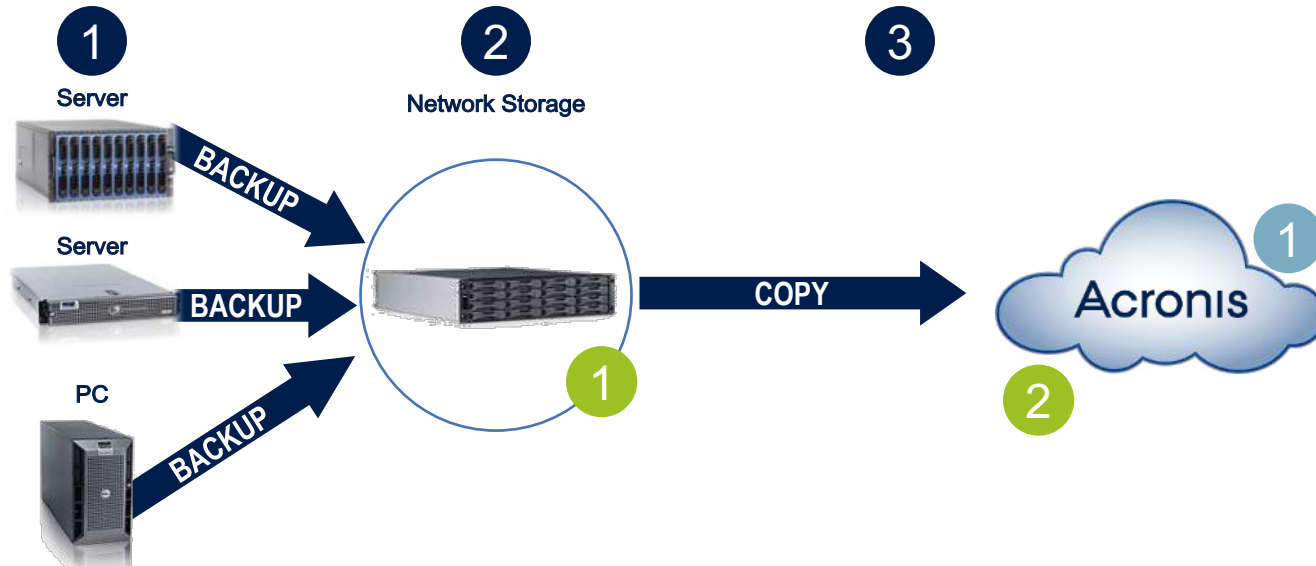 1
2
3
Server
Network Storage
BACKUP
Server
BACKUP
COPY
1
Acronis
PC
1
2
BACKUP